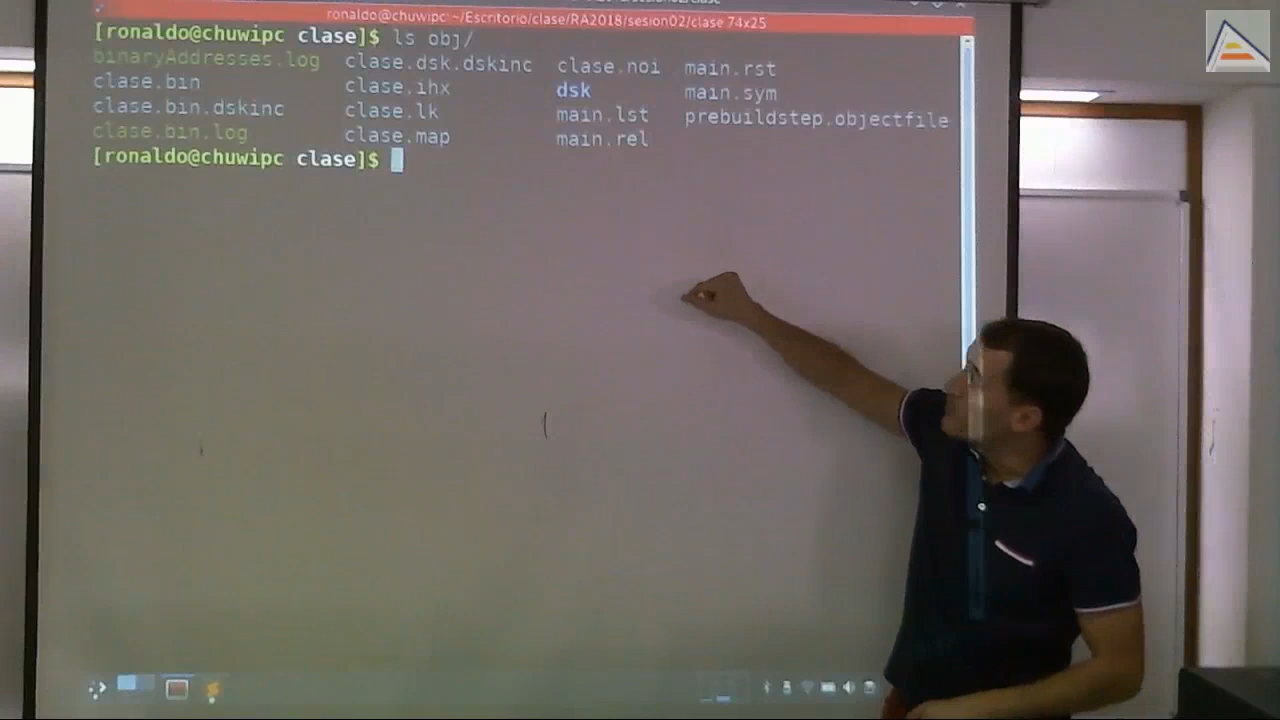 ronaldo@chuwipc ~/Escritorio/clase/RA2018/sesion02/clase 74x25
[ronaldo@chuwipc clase]$ ls obj/
binaryAddresses.log clase.dsk.dskinc clase.noi main.rst
clase.bin clase.ihx dsk main.sym
clase.bin.dskinc clase.lk main.lst prebuildstep.objectfile
clase.bin.log clase.map main.rel
[ronaldo@chuwipc clase]$